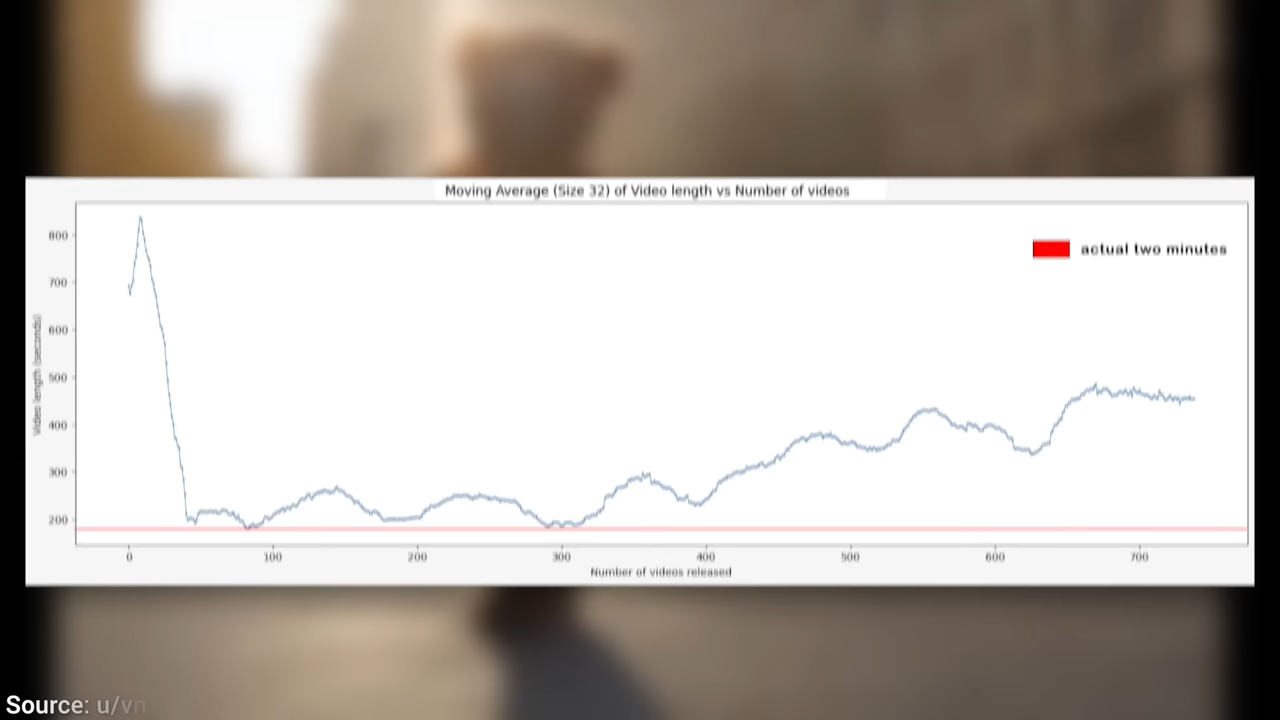 Moving Average (Size 32) of Video length vs Number of videos
actual two minutes
Video length (seconds)
800
700
600
500
400
300
200
0 100 200 300 400 500 600 700
Number of videos released
Source: u/vn